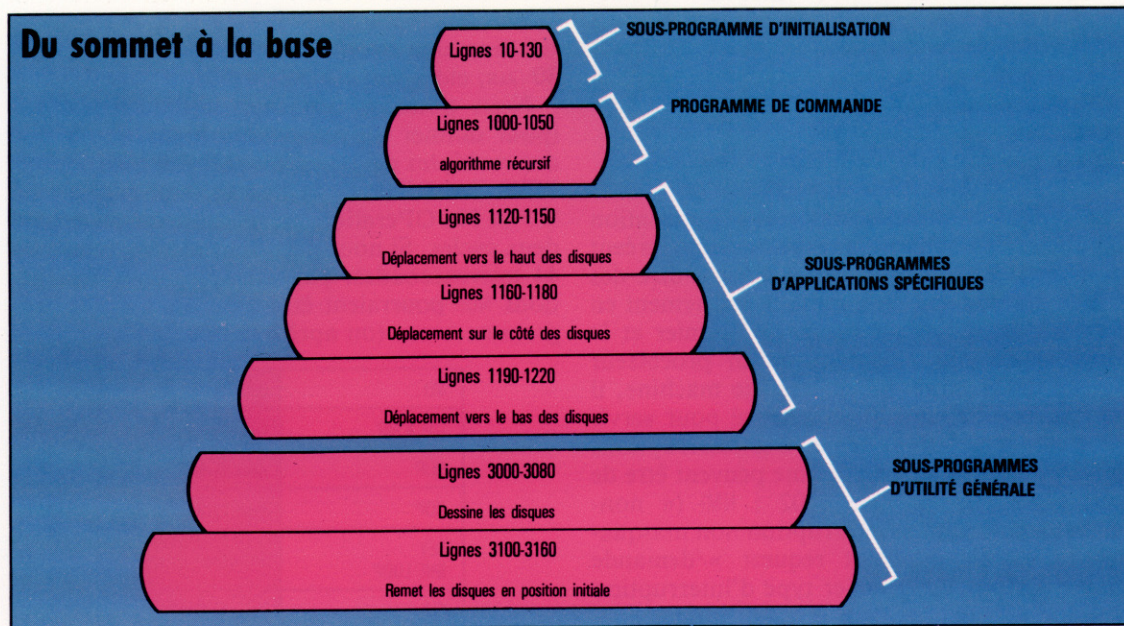 Du sommet à la base
Lignes 10-130
SOUS-PROGRAMME D'INITIALISATION
Lignes 1000-1050
algorithme récursif
PROGRAMME DE COMMANDE
Lignes 1120-1150
Déplacement vers le haut des disques
Lignes 1160-1180
Déplacement sur le côté des disques
Lignes 1190-1220
Déplacement vers le bas des disques
SOUS-PROGRAMMES
D'APPLICATIONS SPÉCIFIQUES
Lignes 3000-3080
Dessine les disques
Lignes 3100-3160
Remet les disques en position initiale
SOUS-PROGRAMMES
D'UTILITÉ GÉNÉRALE